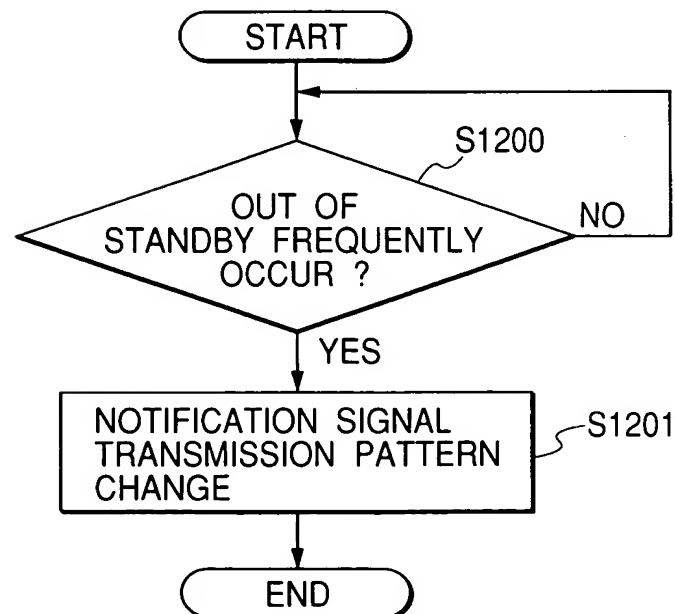 START
S1200
OUT OF
STANDBY FREQUENTLY
OCCUR ?
NO
YES
NOTIFICATION SIGNAL
TRANSMISSION PATTERN
CHANGE
S1201
END